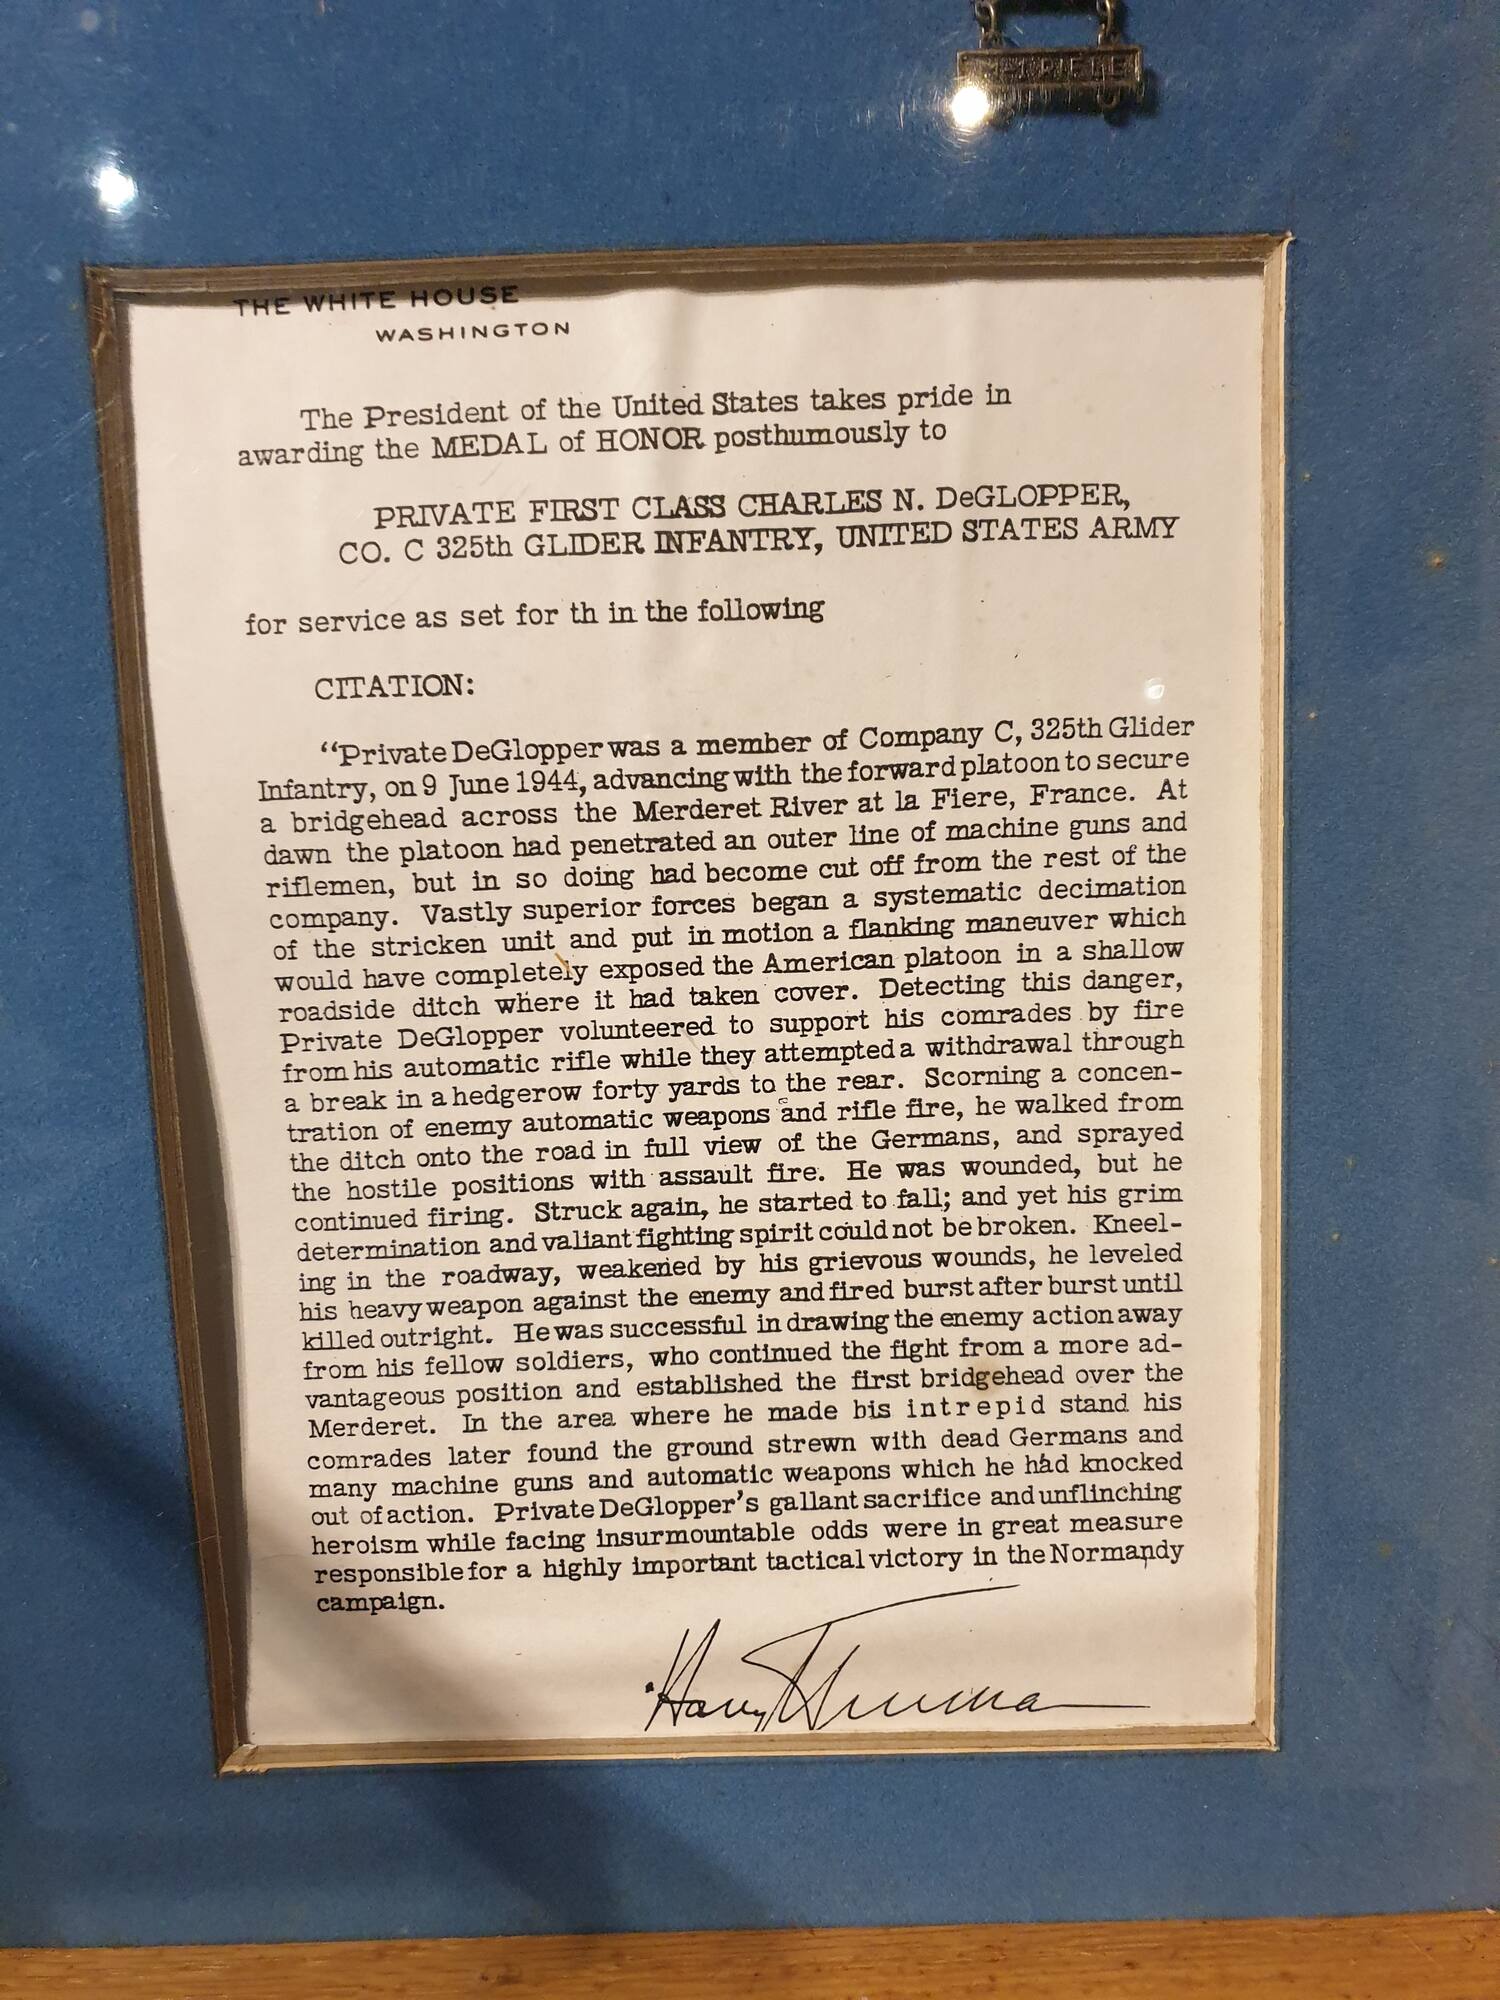 RIFLE
THE WHITE HOUSE
WASHINGTON
The President of the United States takes pride in
awarding the MEDAL of HONOR posthumously to
PRIVATE FIRST CLASS CHARLES N. DeGLOPPER,
CO. C 325th GLIDER INFANTRY, UNITED STATES ARMY
for service as set for th in the following
CITATION:
“Private DeGlopper was a member of Company C, 325th Glider
Infantry, on 9 June 1944, advancing with the forward platoon to secure
a bridgehead across the Merderet River at la Fiere, France. At
dawn the platoon had penetrated an outer line of machine guns and
riflemen, but in so doing had become cut off from the rest of the
company. Vastly superior forces began a systematic decimation
of the stricken unit and put in motion a flanking maneuver which
would have completely exposed the American platoon in a shallow
roadside ditch where it had taken cover. Detecting this danger,
Private DeGlopper volunteered to support his comrades by fire
from his automatic rifle while they attempted a withdrawal through
a break in a hedgerow forty yards to the rear. Scorning a concen-
tration of enemy automatic weapons and rifle fire, he walked from
the ditch onto the road in full view of the Germans, and sprayed
the hostile positions with assault fire. He was wounded, but he
continued firing. Struck again, he started to fall; and yet his grim
determination and valiant fighting spirit could not be broken. Kneel-
ing in the roadway, weakened by his grievous wounds, he leveled
his heavy weapon against the enemy and fired burst after burst until
killed outright. He was successful in drawing the enemy action away
from his fellow soldiers, who continued the fight from a more ad-
vantageous position and established the first bridgehead over the
Merderet. In the area where he made bis intrepid stand his
comrades later found the ground strewn with dead Germans and
many machine guns and automatic weapons which he had knocked
out of action. Private DeGlopper's gallant sacrifice and unflinching
heroism while facing insurmountable odds were in great measure
responsible for a highly important tactical victory in the Normandy
campaign.
Harry Truman